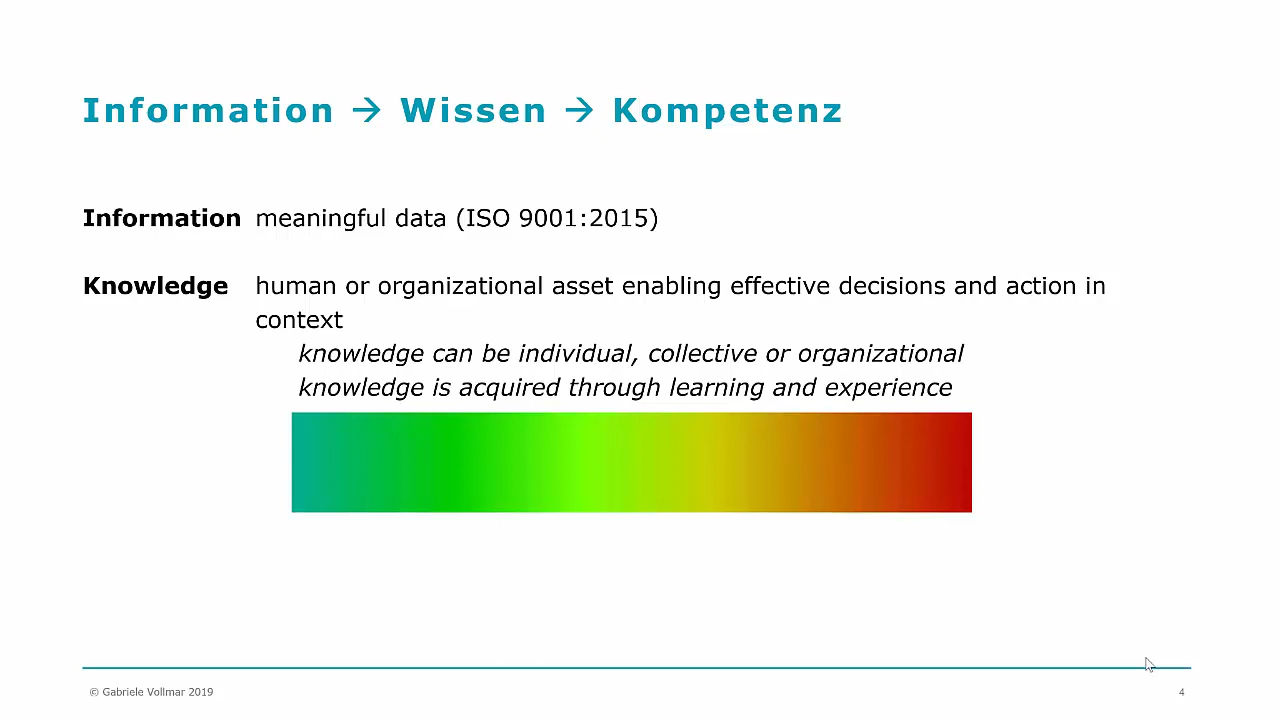 Information → Wissen → Kompetenz
Information meaningful data (ISO 9001:2015)
Knowledge human or organizational asset enabling effective decisions and action in
context
knowledge can be individual, collective or organizational
knowledge is acquired through learning and experience
© Gabriele Vollmar 2019
4